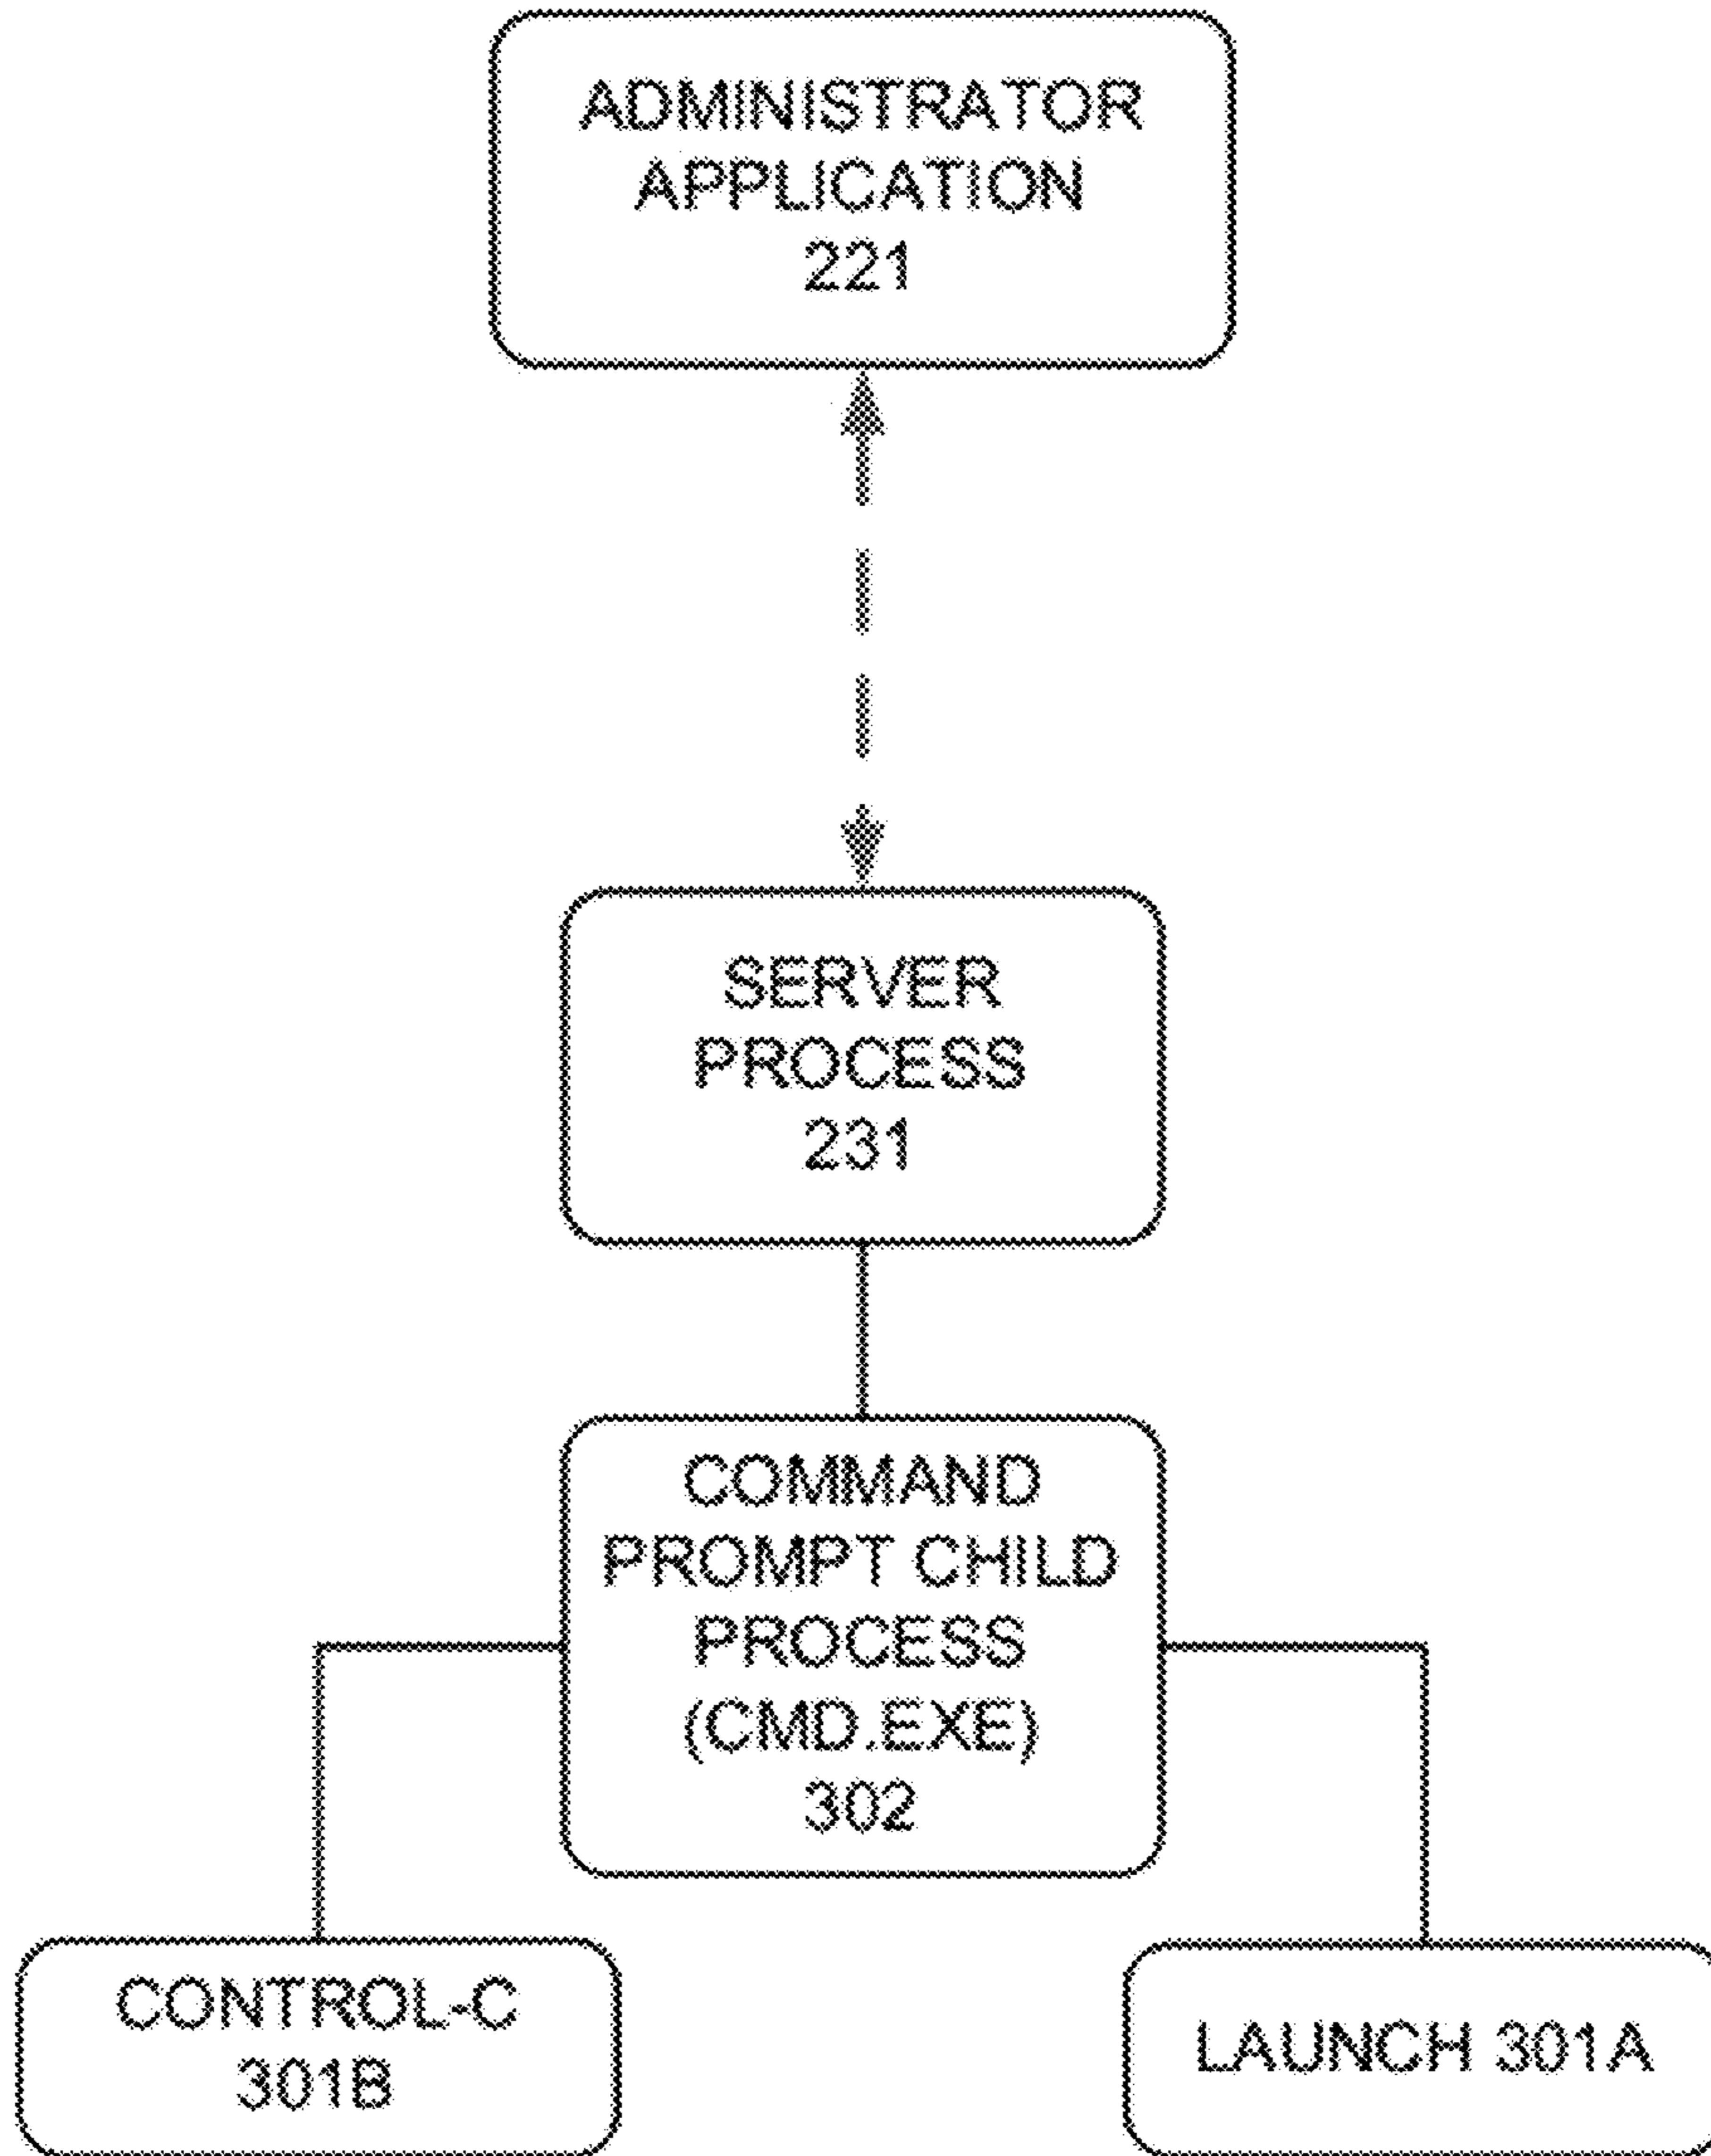 ADMINISTRATOR
APPLICATION
221
SERVER
PROCESS
231
COMMAND
PROMPT CHILD
PROCESS
(CMD.EXE)
302
CONTROL-C
301B
LAUNCH 301A